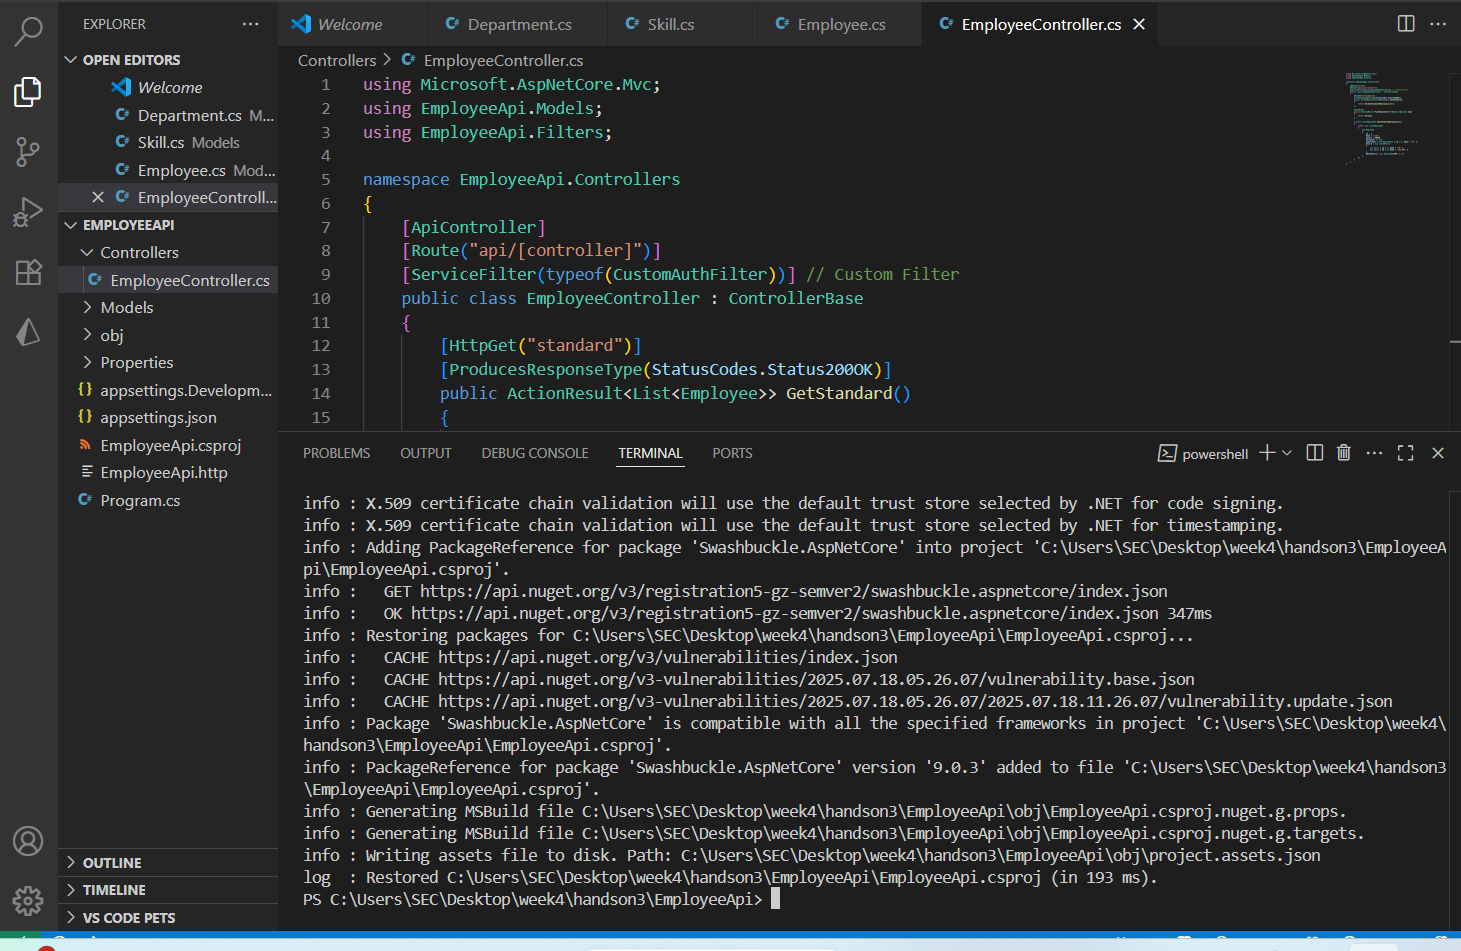 EXPLORER
OPEN EDITORS
Welcome
Department.cs M...
Skill.cs Models
Employee.cs Mod...
EmployeeControll...
EMPLOYEEAPI
Controllers
EmployeeController.cs
Models
obj
Properties
appsettings.Developm...
appsettings.json
EmployeeApi.csproj
EmployeeApi.http
Program.cs
OUTLINE
TIMELINE
VS CODE PETS
Welcome Department.cs Skill.cs Employee.cs EmployeeController.cs
Controllers > EmployeeController.cs
1 using Microsoft.AspNetCore.Mvc;
2 using EmployeeApi.Models;
3 using EmployeeApi.Filters;
4
5 namespace EmployeeApi.Controllers
6 {
7 [ApiController]
8 [Route("api/[controller]")]
9 [ServiceFilter(typeof(CustomAuthFilter))] // Custom Filter
10 public class EmployeeController : ControllerBase
11 {
12 [HttpGet("standard")]
13 [ProducesResponseType(StatusCodes.Status200OK)]
14 public ActionResult<List<Employee>> GetStandard()
15 {
PROBLEMS OUTPUT DEBUG CONSOLE TERMINAL PORTS powershell
info : X.509 certificate chain validation will use the default trust store selected by .NET for code signing.
info : X.509 certificate chain validation will use the default trust store selected by .NET for timestamping.
info : Adding PackageReference for package 'Swashbuckle.AspNetCore' into project 'C:\Users\SEC\Desktop\week4\handson3\EmployeeA
pi\EmployeeApi.csproj'.
info :   GET https://api.nuget.org/v3/registration5-gz-semver2/swashbuckle.aspnetcore/index.json
info :   OK https://api.nuget.org/v3/registration5-gz-semver2/swashbuckle.aspnetcore/index.json 347ms
info : Restoring packages for C:\Users\SEC\Desktop\week4\handson3\EmployeeApi\EmployeeApi.csproj...
info :   CACHE https://api.nuget.org/v3/vulnerabilities/index.json
info :   CACHE https://api.nuget.org/v3-vulnerabilities/2025.07.18.05.26.07/vulnerability.base.json
info :   CACHE https://api.nuget.org/v3-vulnerabilities/2025.07.18.05.26.07/2025.07.18.11.26.07/vulnerability.update.json
info : Package 'Swashbuckle.AspNetCore' is compatible with all the specified frameworks in project 'C:\Users\SEC\Desktop\week4\
handson3\EmployeeApi\EmployeeApi.csproj'.
info : PackageReference for package 'Swashbuckle.AspNetCore' version '9.0.3' added to file 'C:\Users\SEC\Desktop\week4\handson3
\EmployeeApi\EmployeeApi.csproj'.
info : Generating MSBuild file C:\Users\SEC\Desktop\week4\handson3\EmployeeApi\obj\EmployeeApi.csproj.nuget.g.props.
info : Generating MSBuild file C:\Users\SEC\Desktop\week4\handson3\EmployeeApi\obj\EmployeeApi.csproj.nuget.g.targets.
info : Writing assets file to disk. Path: C:\Users\SEC\Desktop\week4\handson3\EmployeeApi\obj\project.assets.json
log  : Restored C:\Users\SEC\Desktop\week4\handson3\EmployeeApi\EmployeeApi.csproj (in 193 ms).
PS C:\Users\SEC\Desktop\week4\handson3\EmployeeApi>